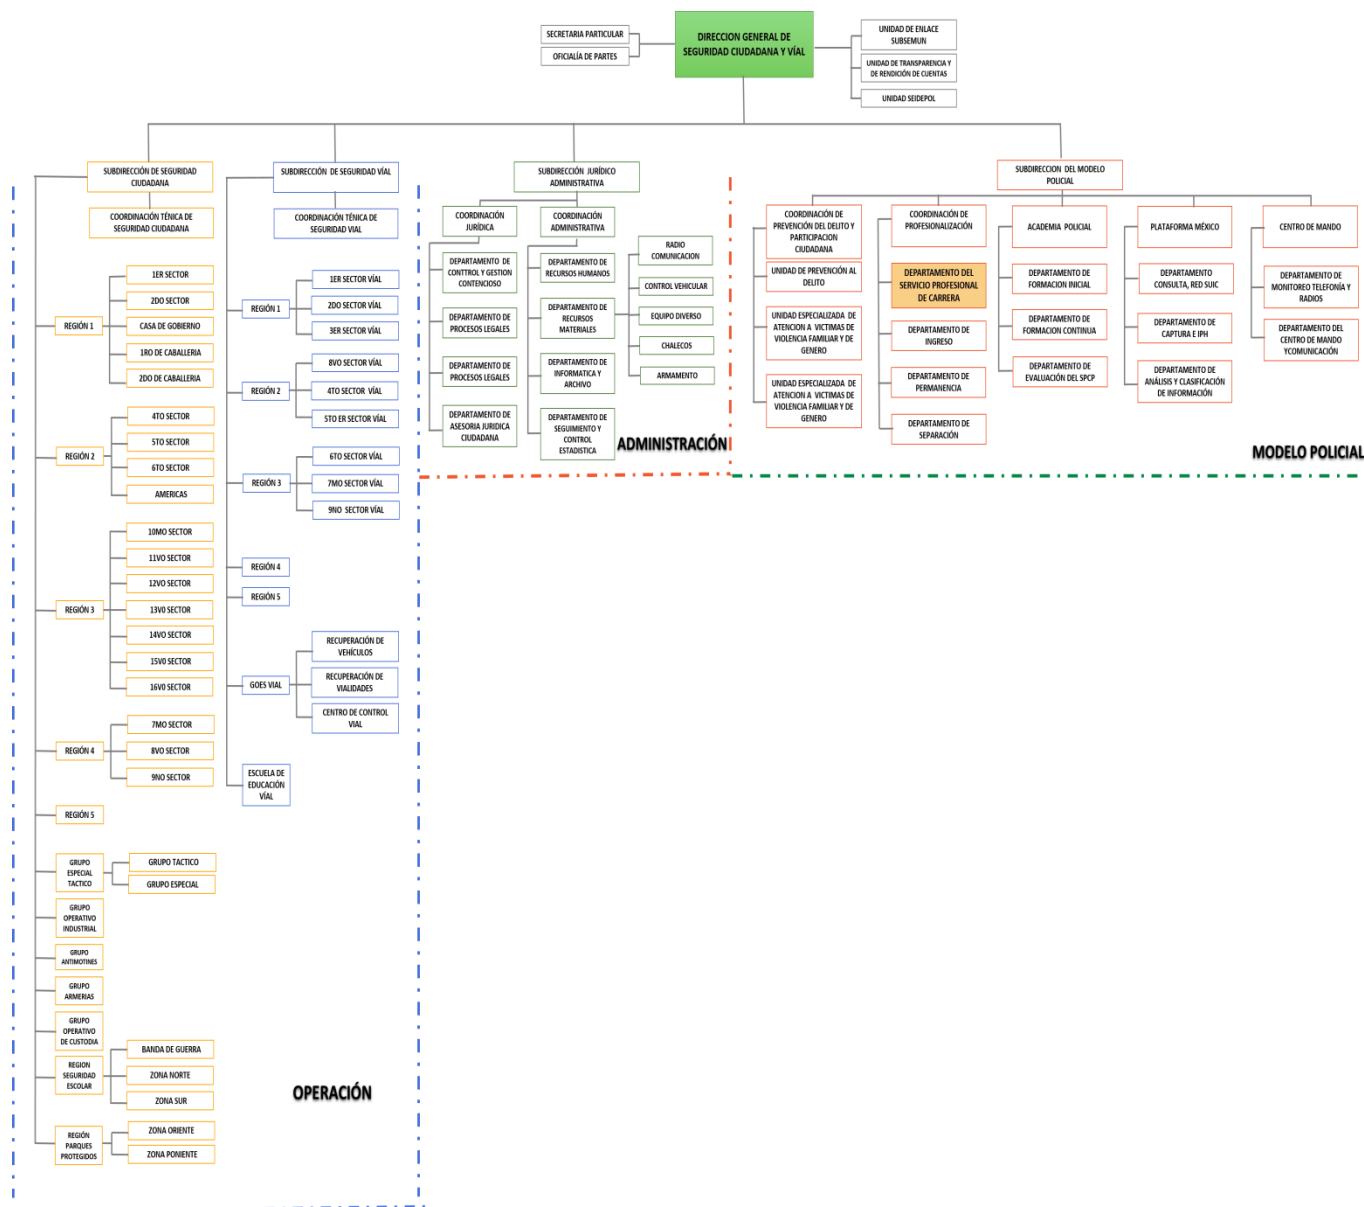 SECRETARIA PARTICULAR
OFICIALÍA DE PARTES
DIRECCION GENERAL DE
SEGURIDAD CIUDADANA Y VÍAL
UNIDAD DE ENLACE
SUBSEMUN
UNIDAD DE TRANSPARENCIA Y
DE RENDICIÓN DE CUENTAS
UNIDAD SEIDEPOL
SUBDIRECCIÓN DE SEGURIDAD
CIUDADANA
COORDINACIÓN TÉNICA DE
SEGURIDAD CIUDADANA
REGIÓN 1
1ER SECTOR
2DO SECTOR
CASA DE GOBIERNO
1RO DE CABALLERIA
2DO DE CABALLERIA
REGIÓN 2
4TO SECTOR
5TO SECTOR
6TO SECTOR
AMERICAS
REGIÓN 3
10MO SECTOR
11VO SECTOR
12VO SECTOR
13V0 SECTOR
14VO SECTOR
15V0 SECTOR
16V0 SECTOR
REGIÓN 4
7MO SECTOR
8VO SECTOR
9NO SECTOR
REGIÓN 5
GRUPO
ESPECIAL
TACTICO
GRUPO TACTICO
GRUPO ESPECIAL
GRUPO
OPERATIVO
INDUSTRIAL
GRUPO
ANTIMOTINES
GRUPO
ARMERIAS
GRUPO
OPERATIVO
DE CUSTODIA
REGION
SEGURIDAD
ESCOLAR
BANDA DE GUERRA
ZONA NORTE
ZONA SUR
REGIÓN
PARQUES
PROTEGIDOS
ZONA ORIENTE
ZONA PONIENTE
SUBDIRECCIÓN DE SEGURIDAD VÍAL
COORDINACIÓN TÉNICA DE
SEGURIDAD VIAL
REGIÓN 1
1ER SECTOR VÍAL
2DO SECTOR VÍAL
3ER SECTOR VÍAL
REGIÓN 2
8VO SECTOR VÍAL
4TO SECTOR VÍAL
5TO ER SECTOR VÍAL
REGIÓN 3
6TO SECTOR VÍAL
7MO SECTOR VÍAL
9NO SECTOR VÍAL
REGIÓN 4
REGIÓN 5
GOES VIAL
RECUPERACIÓN DE
VEHÍCULOS
RECUPERACIÓN DE
VIALIDADES
CENTRO DE CONTROL
VIAL
ESCUELA DE
EDUCACIÓN
VÍAL
OPERACIÓN
SUBDIRECCIÓN JURÍDICO
ADMINISTRATIVA
COORDINACIÓN
JURÍDICA
DEPARTAMENTO DE
CONTROL Y GESTION
CONTENCIOSO
DEPARTAMENTO DE
PROCESOS LEGALES
DEPARTAMENTO DE
PROCESOS LEGALES
DEPARTAMENTO DE
ASESORIA JURIDICA
CIUDADANA
COORDINACIÓN
ADMINISTRATIVA
DEPARTAMENTO DE
RECURSOS HUMANOS
DEPARTAMENTO DE
RECURSOS
MATERIALES
DEPARTAMENTO DE
INFORMATICA Y
ARCHIVO
DEPARTAMENTO DE
SEGUIMIENTO Y
CONTROL
ESTADISTICA
RADIO
COMUNICACION
CONTROL VEHICULAR
EQUIPO DIVERSO
CHALECOS
ARMAMENTO
ADMINISTRACIÓN
SUBDIRECCION DEL MODELO
POLICIAL
COORDINACIÓN DE
PREVENCIÓN DEL DELITO Y
PARTICIPACION
CIUDADANA
UNIDAD DE PREVENCIÓN AL
DELITO
UNIDAD ESPECIALIZADA DE
ATENCION A VICTIMAS DE
VIOLENCIA FAMILIAR Y DE
GENERO
UNIDAD ESPECIALIZADA DE
ATENCION A VICTIMAS DE
VIOLENCIA FAMILIAR Y DE
GENERO
COORDINACIÓN DE
PROFESIONALIZACIÓN
DEPARTAMENTO DEL
SERVICIO PROFESIONAL
DE CARRERA
DEPARTAMENTO DE
INGRESO
DEPARTAMENTO DE
PERMANENCIA
DEPARTAMENTO DE
SEPARACIÓN
ACADEMIA POLICIAL
DEPARTAMENTO DE
FORMACION INICIAL
DEPARTAMENTO DE
FORMACION CONTINUA
DEPARTAMENTO DE
EVALUACIÓN DEL SPCP
PLATAFORMA MÉXICO
DEPARTAMENTO
CONSULTA, RED SUIC
DEPARTAMENTO DE
CAPTURA E IPH
DEPARTAMENTO DE
ANÁLISIS Y CLASIFICACIÓN
DE INFORMACIÓN
CENTRO DE MANDO
DEPARTAMENTO DE
MONITOREO TELEFONÍA Y
RADIOS
DEPARTAMENTO DEL
CENTRO DE MANDO
YCOMUNICACIÓN
MODELO POLICIAL